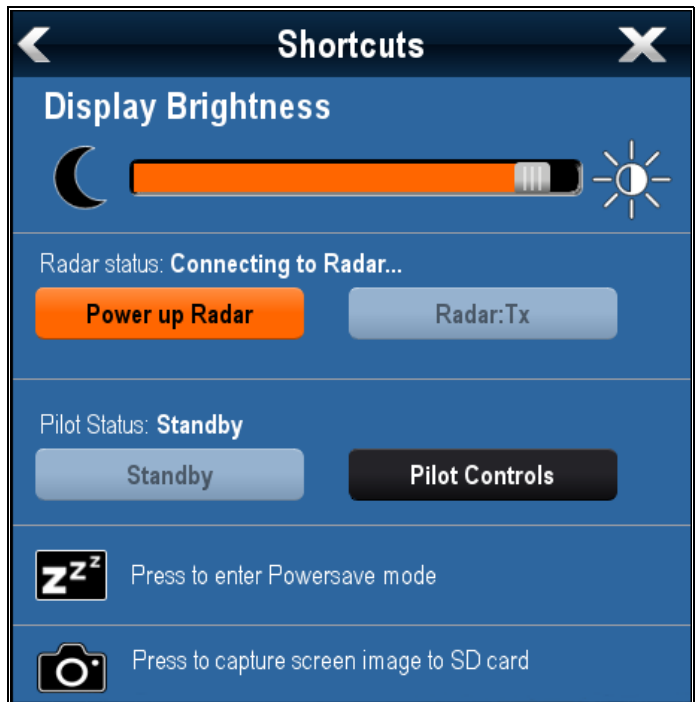 Shortcuts
Display Brightness
Radar status: Connecting to Radar...
Power up Radar
Radar:Tx
Pilot Status: Standby
Standby
Pilot Controls
zzz
Press to enter Powersave mode
Press to capture screen image to SD card